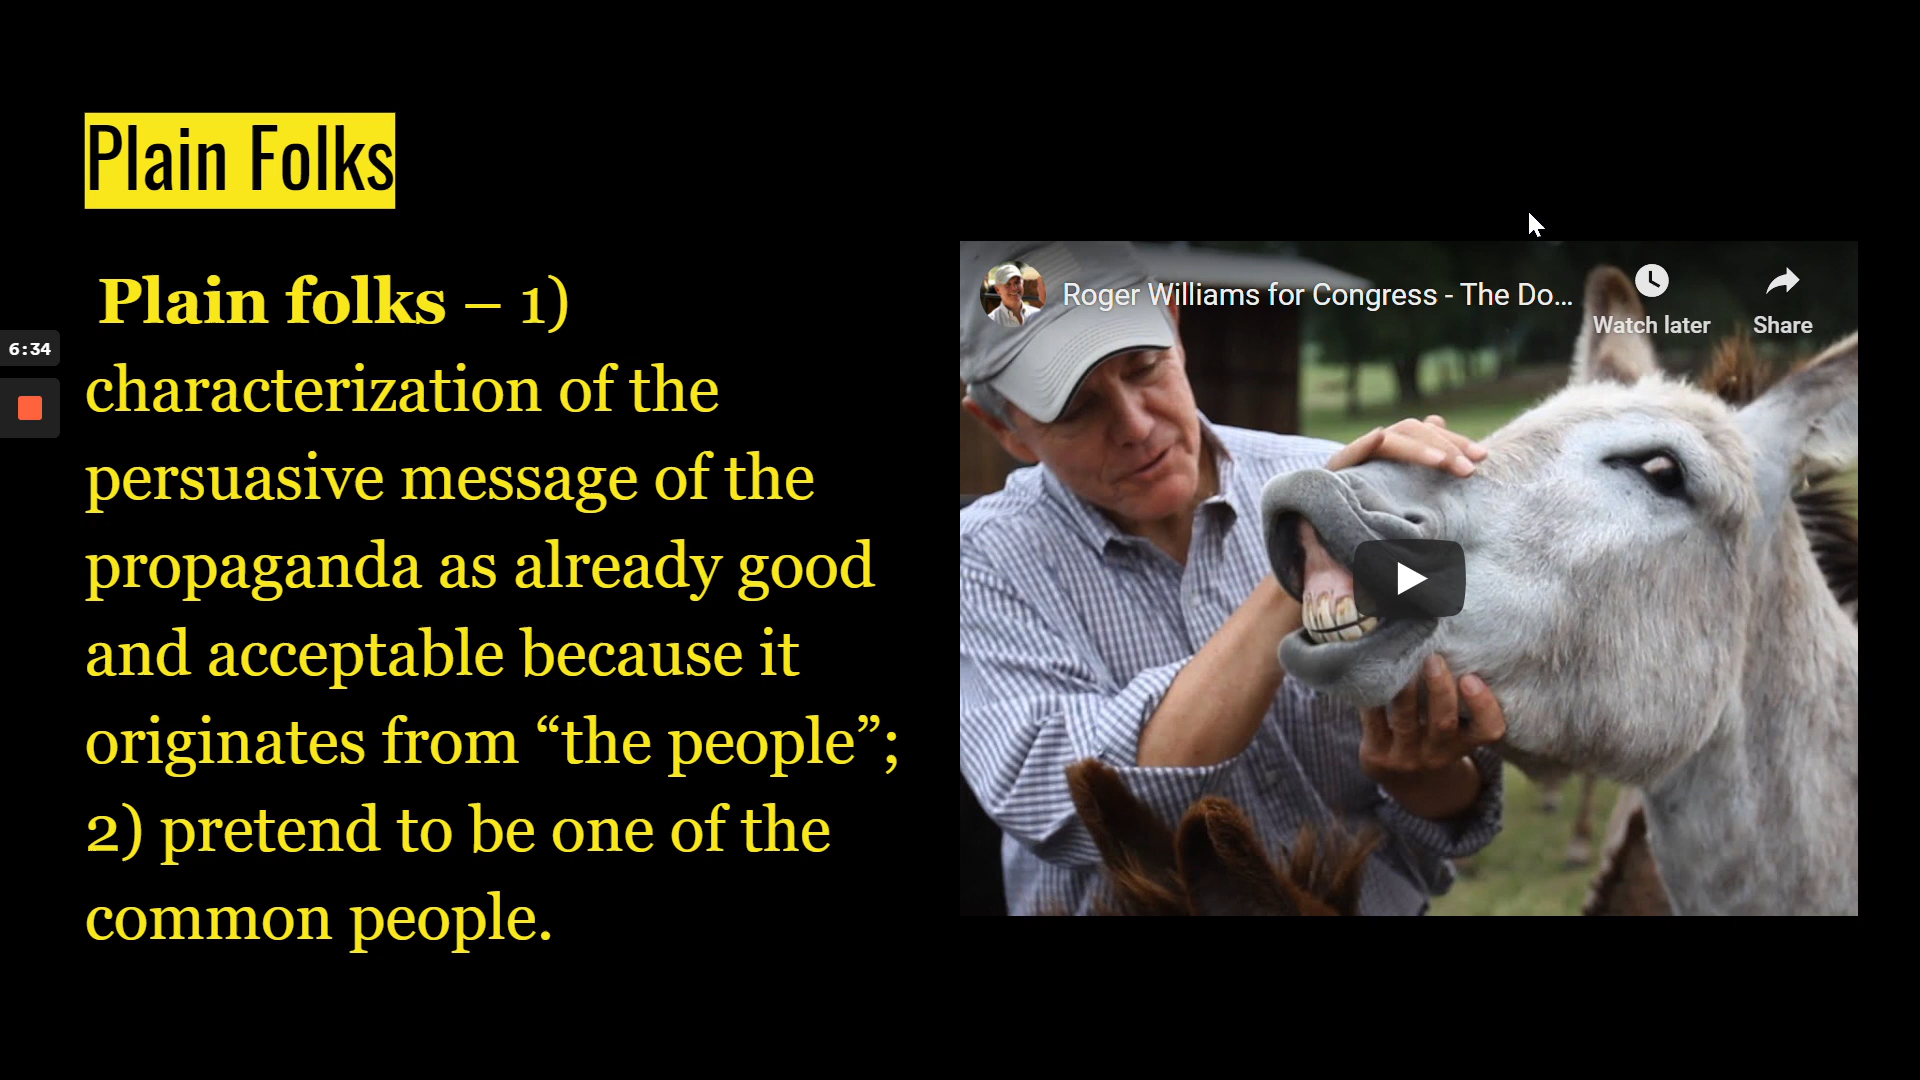 Plain Folks
Plain folks – 1)
characterization of the
persuasive message of the
propaganda as already good
and acceptable because it
originates from “the people”;
2) pretend to be one of the
common people.
6:34
Roger Williams for Congress - The Do...
Watch later
Share